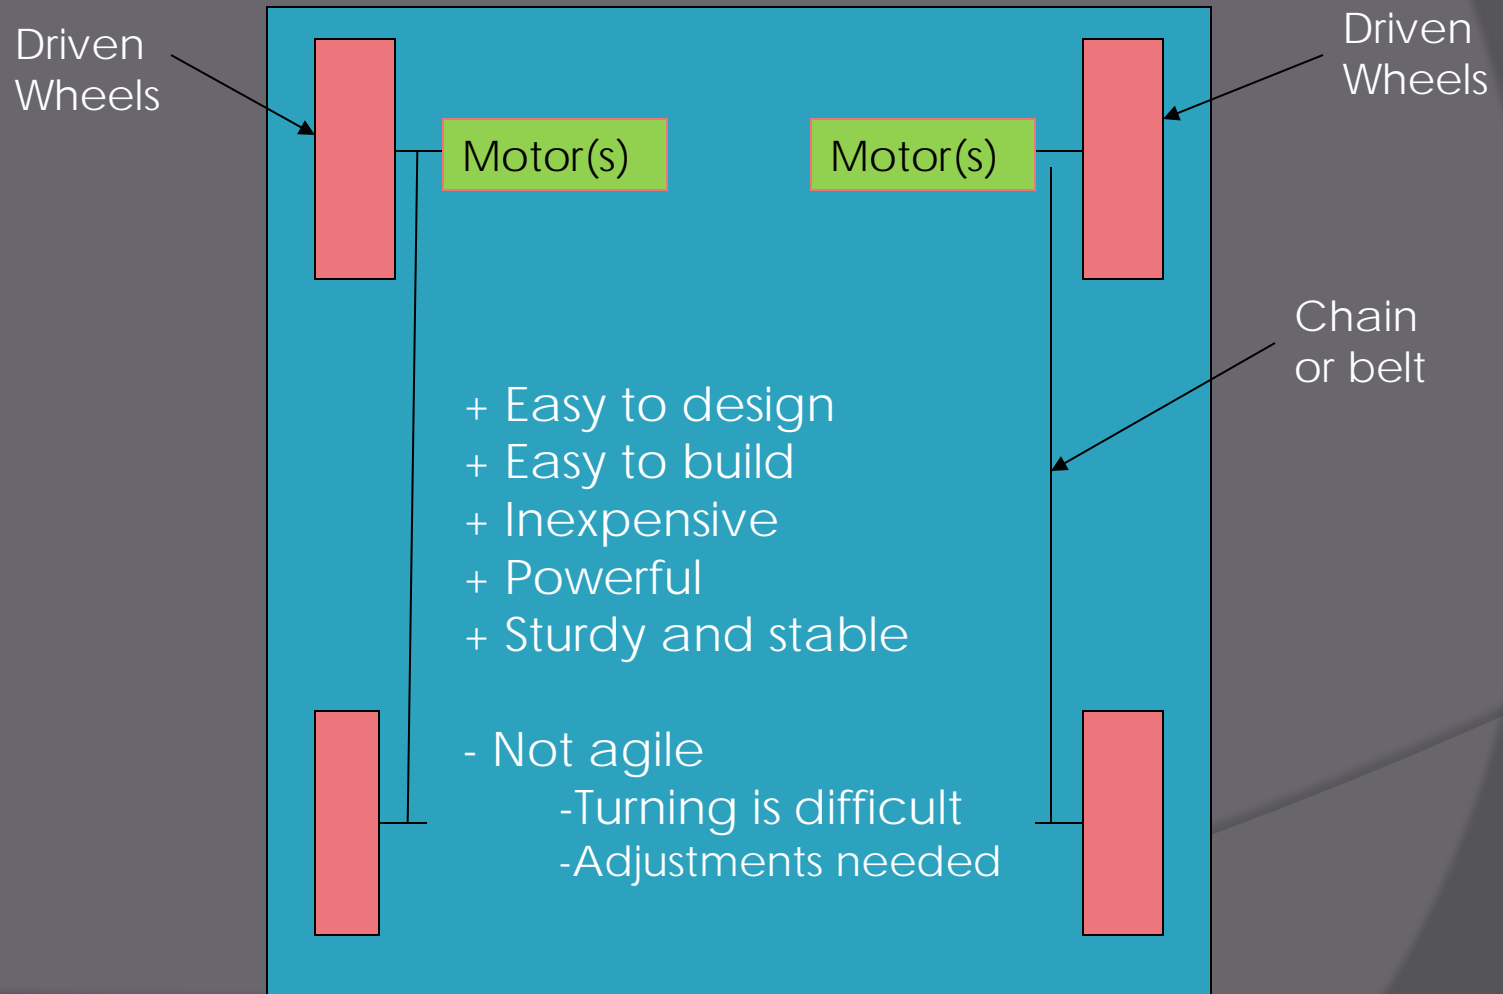 Driven
Wheels
Driven
Wheels
Motor(s)
Motor(s)
Chain
or belt
+ Easy to design
+ Easy to build
+ Inexpensive
+ Powerful
+ Sturdy and stable
- Not agile
-Turning is difficult
-Adjustments needed